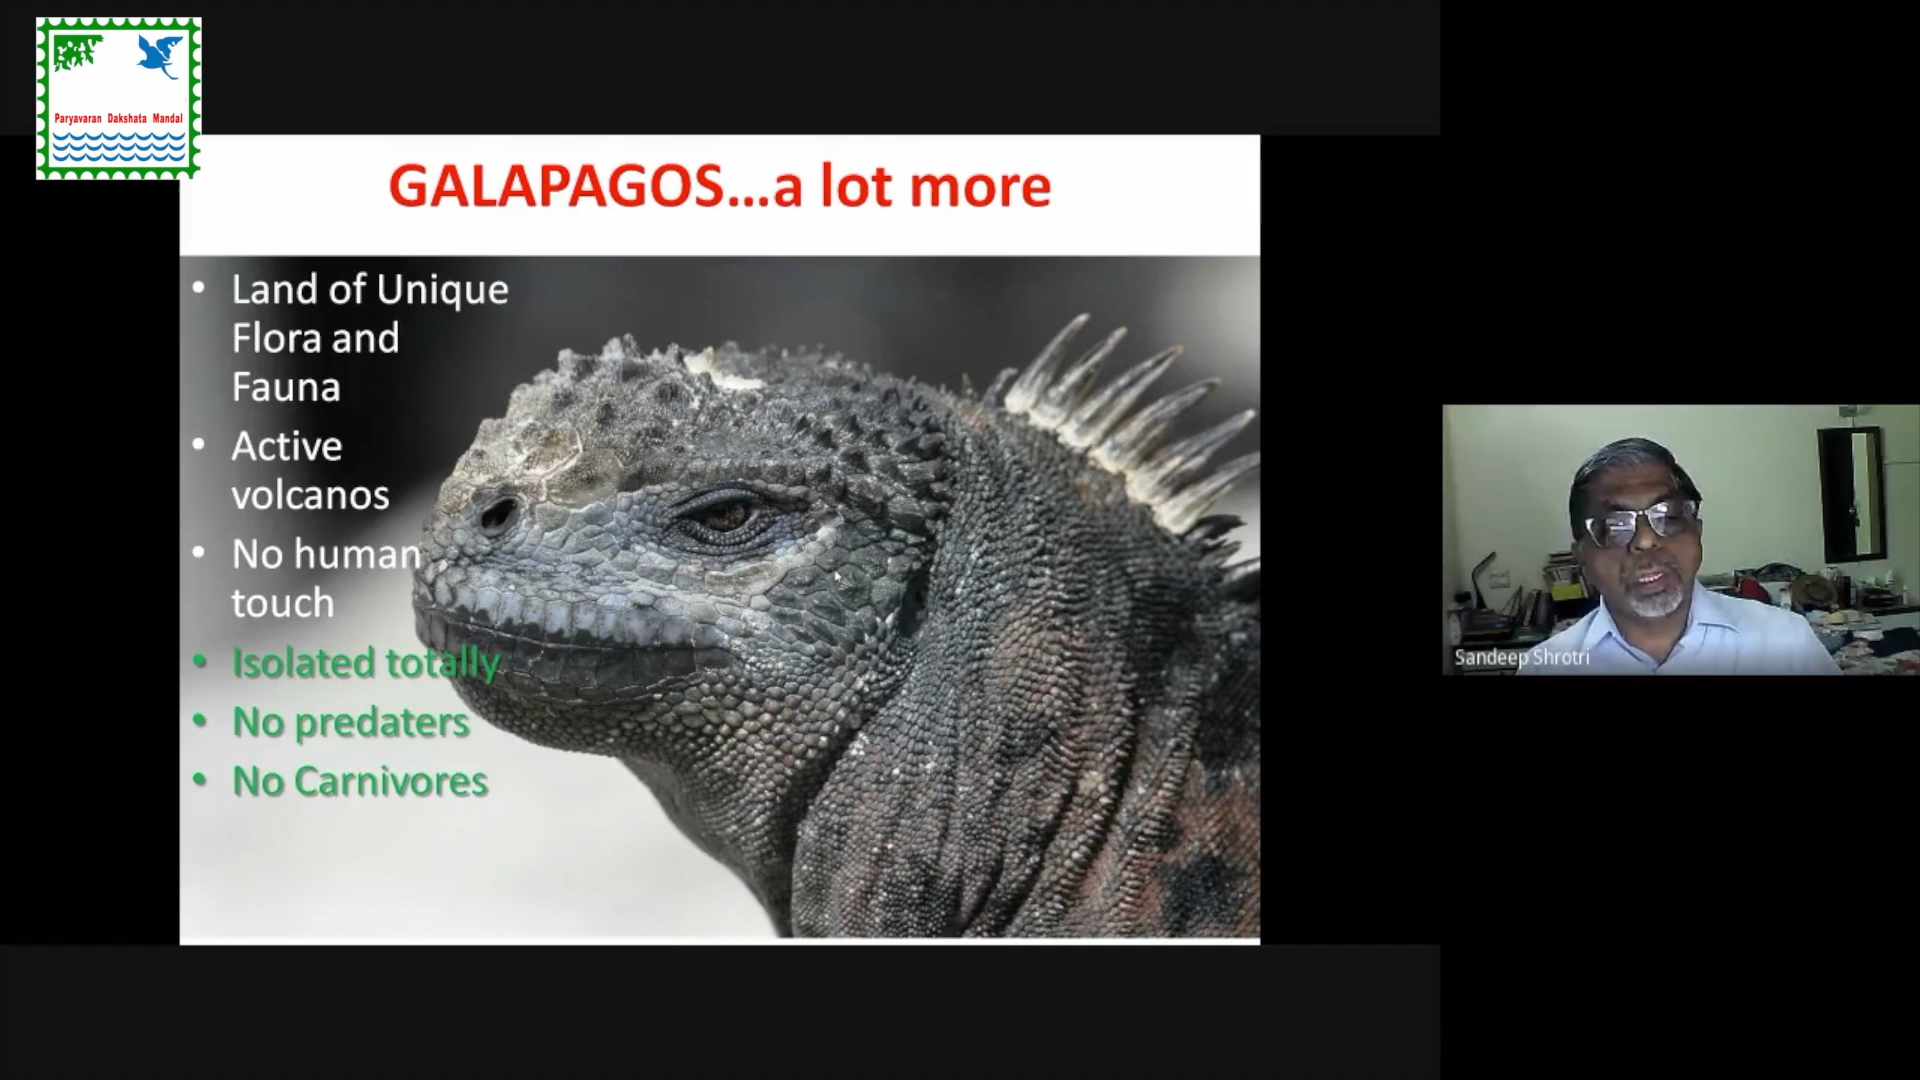 Paryavaran Dakshata Mandal
GALAPAGOS...a lot more
• Land of Unique
Flora and
Fauna
• Active
volcanos
• No human
touch
• Isolated totally
• No predaters
• No Carnivores
Sandeep Shrotri